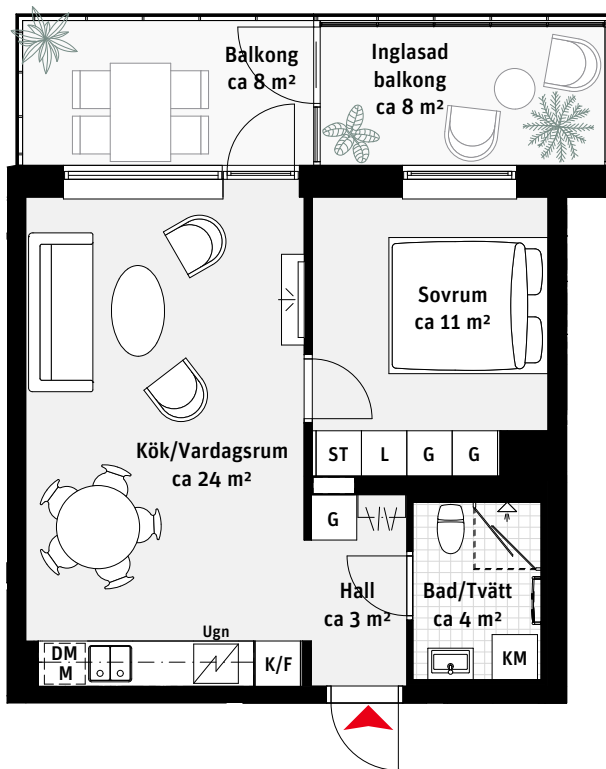 Balkong
ca 8 m²
Inglasad
balkong
ca 8 m²
Sovrum
ca 11 m²
Kök/Vardagsrum
ca 24 m²
ST L G G
G
Hall
ca 3 m²
Bad/Tvätt
ca 4 m²
Ugn
DM
M
K/F
KM